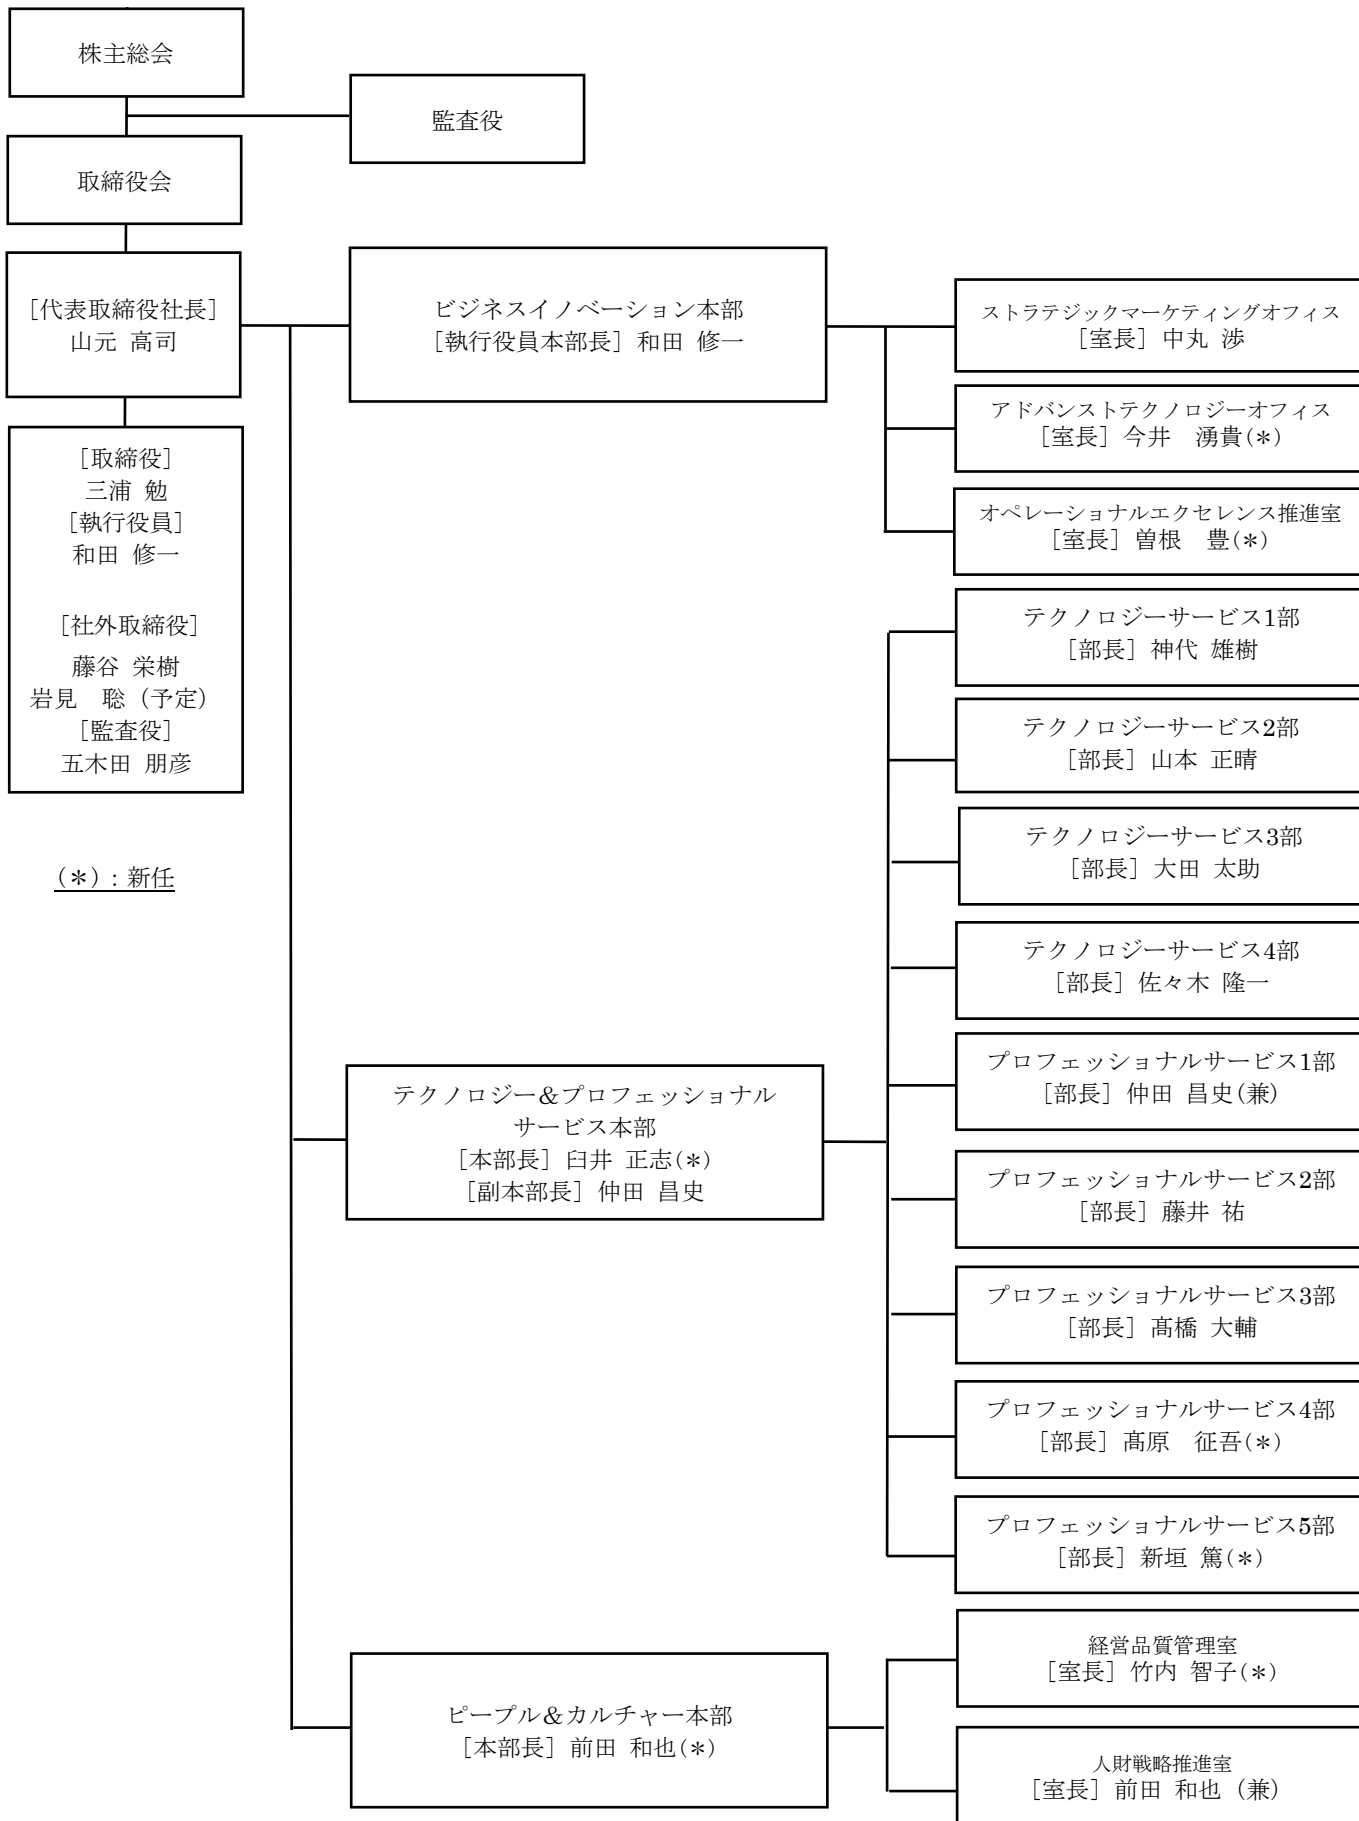 株主総会
監査役
取締役会
[代表取締役社長]
山元 高司
[取締役]
三浦 勉
[執行役員]
和田 修一
[社外取締役]
藤谷 栄樹
岩見　聡 (予定)
[監査役]
五木田 朋彦
(*) : 新任
ビジネスイノベーション本部
[執行役員本部長] 和田 修一
ストラテジックマーケティングオフィス
[室長] 中丸 渉
アドバンストテクノロジーオフィス
[室長] 今井　湧貴(*)
オペレーショナルエクセレンス推進室
[室長] 曽根　豊(*)
テクノロジー&プロフェッショナル
サービス本部
[本部長] 臼井 正志(*)
[副本部長] 仲田 昌史
テクノロジーサービス1部
[部長] 神代 雄樹
テクノロジーサービス2部
[部長] 山本 正晴
テクノロジーサービス3部
[部長] 大田 太助
テクノロジーサービス4部
[部長] 佐々木 隆一
プロフェッショナルサービス1部
[部長] 仲田 昌史(兼)
プロフェッショナルサービス2部
[部長] 藤井 祐
プロフェッショナルサービス3部
[部長] 髙橋 大輔
プロフェッショナルサービス4部
[部長] 髙原　征吾(*)
プロフェッショナルサービス5部
[部長] 新垣 篤(*)
ピープル&カルチャー本部
[本部長] 前田 和也(*)
経営品質管理室
[室長] 竹内 智子(*)
人財戦略推進室
[室長] 前田 和也 (兼)